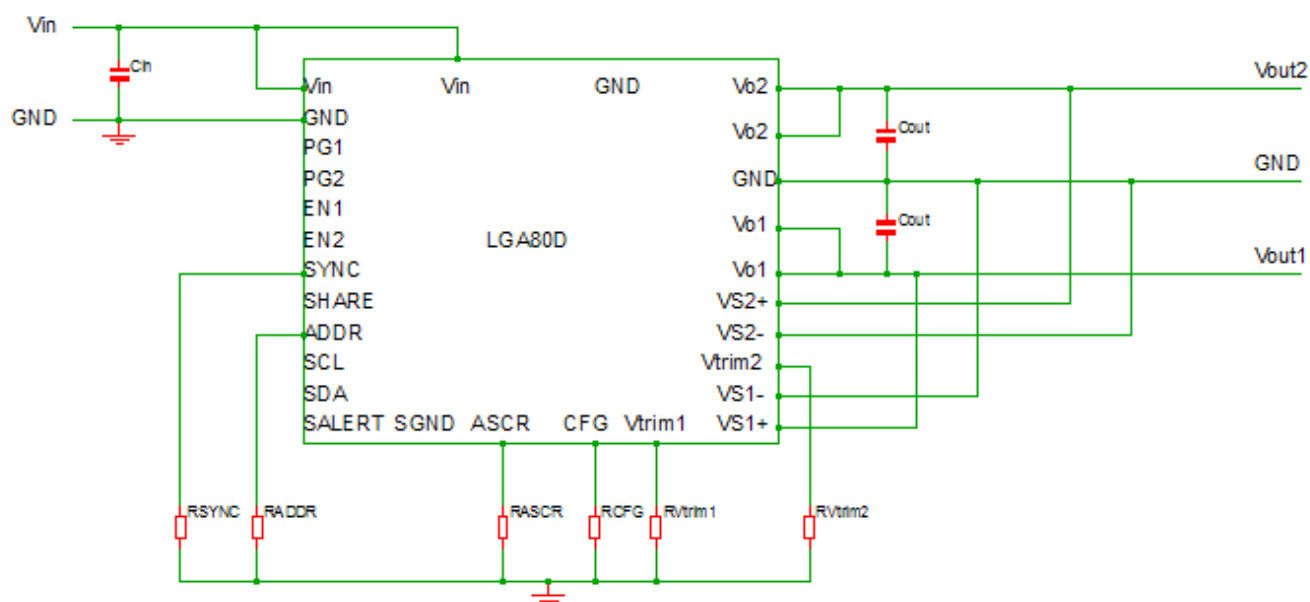 Vin
Cin
GND
Vin Vin GND Vo2
GND
PG1 Vo2
PG2 GND
EN1 Vo1
EN2 LGA80D
SYNC Vo1
SHARE VS2+
ADDR VS2-
SCL Vtrim2
SDA VS1-
SALERT SGND ASCR CFG Vtrim1 VS1+
Vout2
Cout
GND
Cout
Vout1
RSYNC RADDR RASCR RCFG RVtrim1 RVtrim2